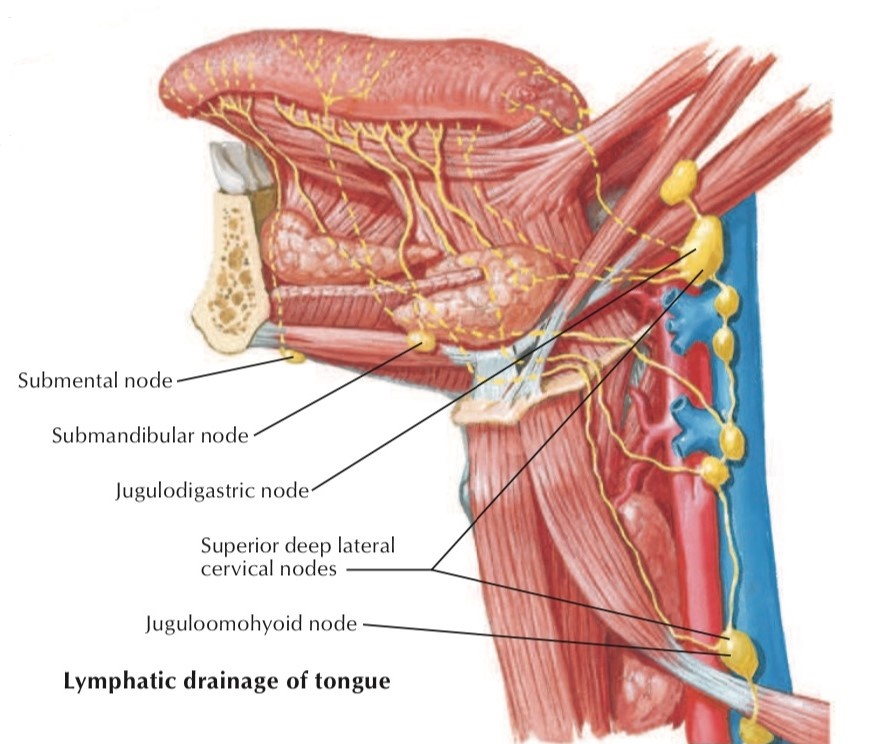 Submental node
Submandibular node
Jugulodigastric node
Superior deep lateral
cervical nodes
Juguloomohyoid node
Lymphatic drainage of tongue